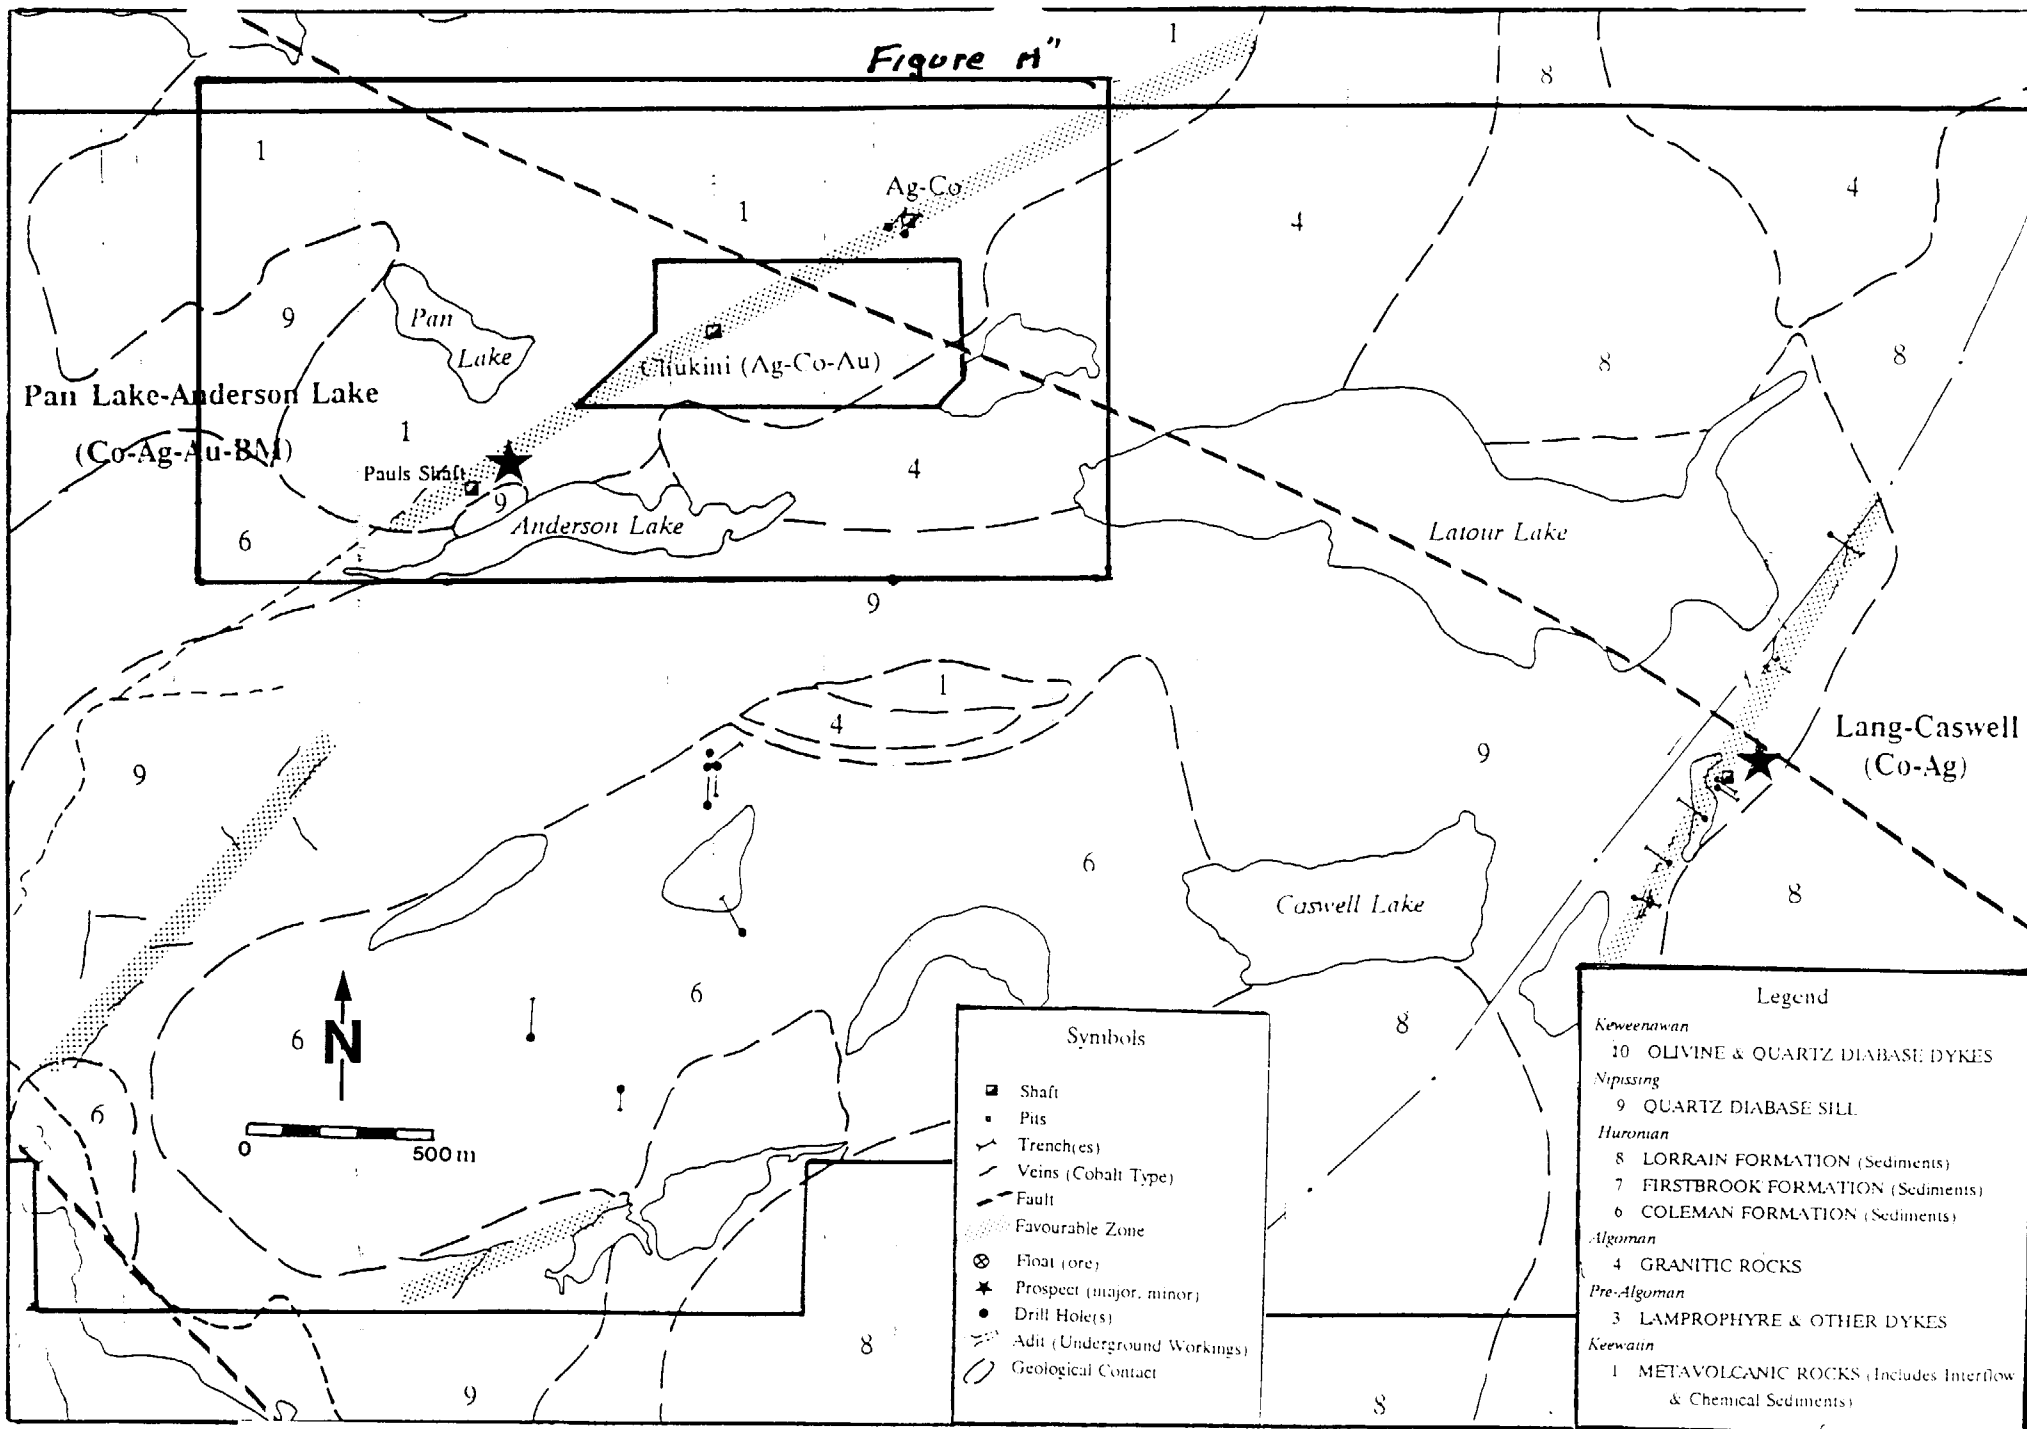 Figure "A"
1
8
1
Ag-Co
4
1
4
9
Pan
Lake
8
8
Chukini (Ag-Co-Au)
Pan Lake-Anderson Lake
1
(Co-Ag-Au-BM)
4
Pauls Shaft
9
Anderson Lake
Latour Lake
6
9
1
4
Lang-Caswell
(Co-Ag)
9
9
6
8
Caswell Lake
6
6
N
8
0
500 m
6
8
9
8
Symbols
Shaft
Pits
Trench(es)
Veins (Cobalt Type)
Fault
Favourable Zone
Float (ore)
Prospect (major, minor)
Drill Hole(s)
Adit (Underground Workings)
Geological Contact
Legend
Keweenawan
10 OLIVINE & QUARTZ DIABASE DYKES
Nipissing
9 QUARTZ DIABASE SILL
Huronian
8 LORRAIN FORMATION (Sediments)
7 FIRSTBROOK FORMATION (Sediments)
6 COLEMAN FORMATION (Sediments)
Algoman
4 GRANITIC ROCKS
Pre-Algoman
3 LAMPROPHYRE & OTHER DYKES
Keewatin
1 METAVOLCANIC ROCKS (Includes Interflow
& Chemical Sediments)